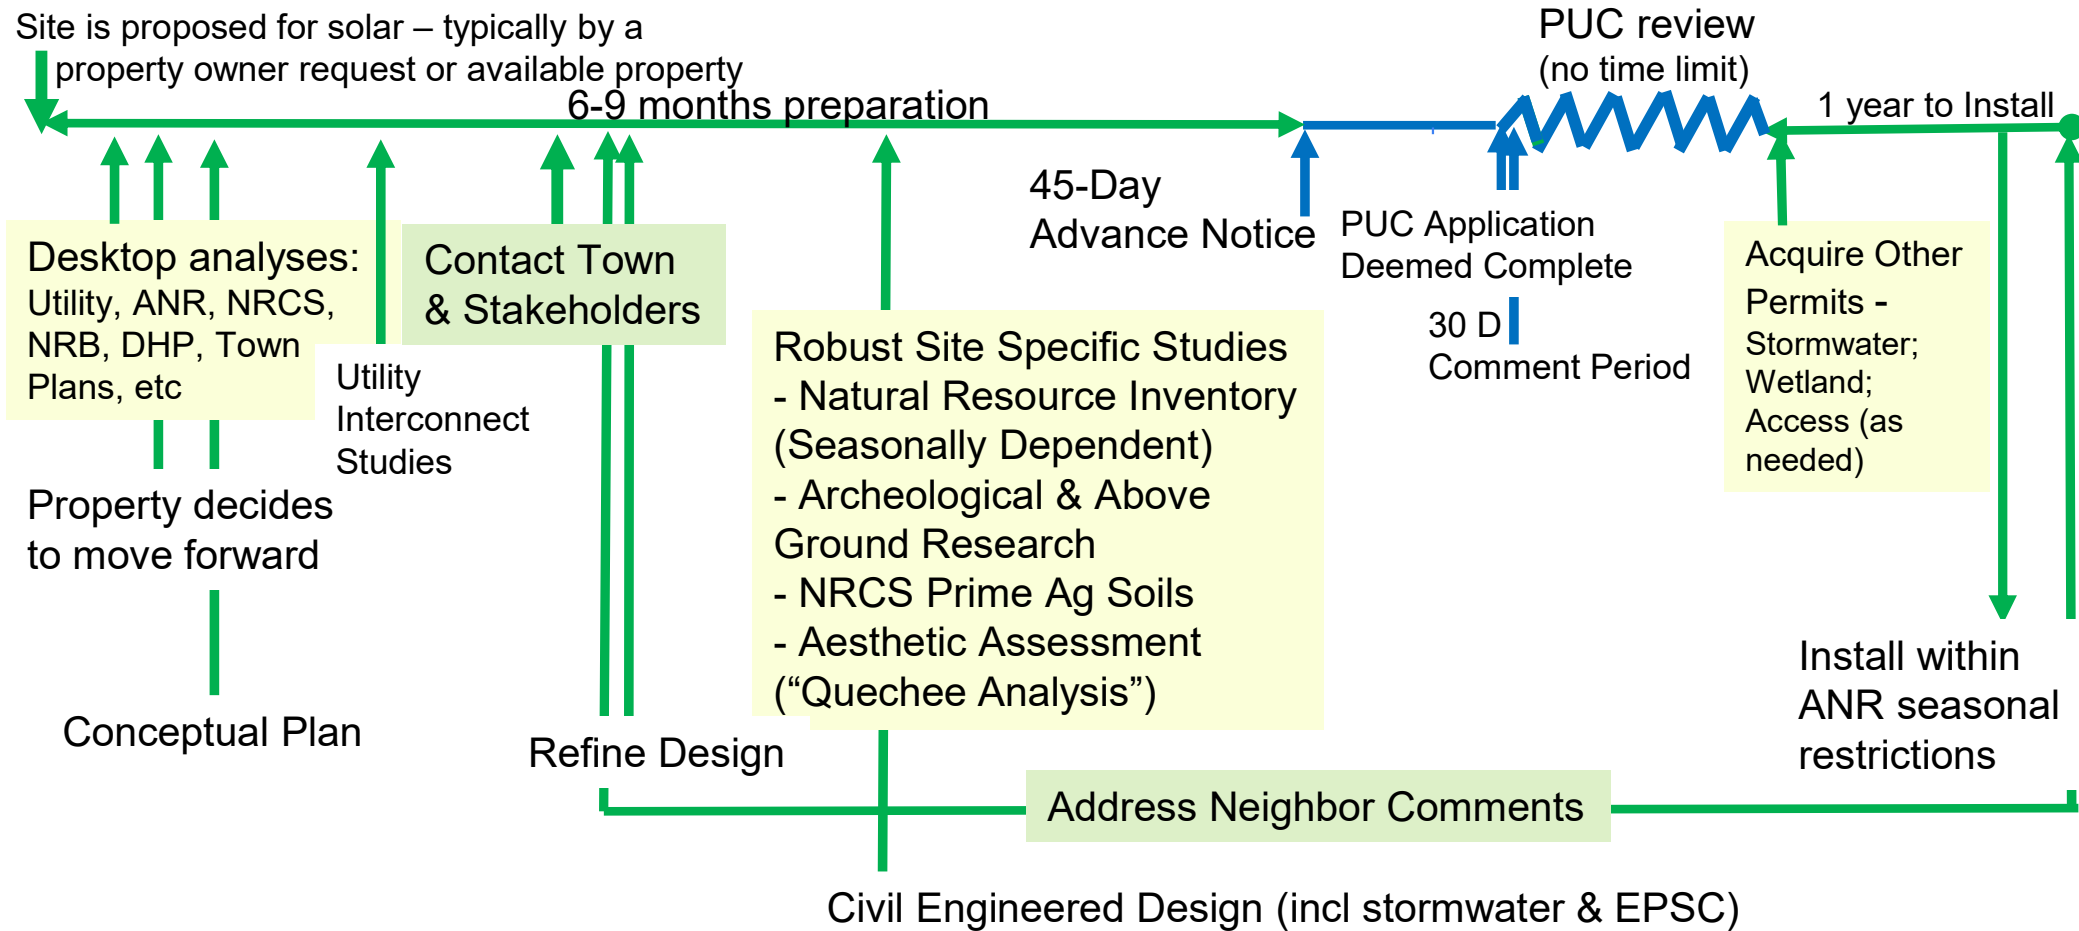 Site is proposed for solar – typically by a
property owner request or available property
6-9 months preparation
PUC review
(no time limit)
1 year to Install
45-Day
Advance Notice
PUC Application
Deemed Complete
30 D
Comment Period
Desktop analyses:
Utility, ANR, NRCS,
NRB, DHP, Town
Plans, etc
Contact Town
& Stakeholders
Utility
Interconnect
Studies
Robust Site Specific Studies
- Natural Resource Inventory
(Seasonally Dependent)
- Archeological & Above
Ground Research
- NRCS Prime Ag Soils
- Aesthetic Assessment
(“Quechee Analysis”)
Acquire Other
Permits -
Stormwater;
Wetland;
Access (as
needed)
Property decides
to move forward
Conceptual Plan
Refine Design
Install within
ANR seasonal
restrictions
Address Neighbor Comments
Civil Engineered Design (incl stormwater & EPSC)